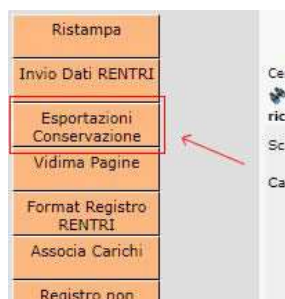 Ristampa
Invio Dati RENTRI
Esportazioni
Conservazione
Vidima Pagine
Format Registro
RENTRI
Associa Carichi
Registro non
Ce
ric
Sc
Ca